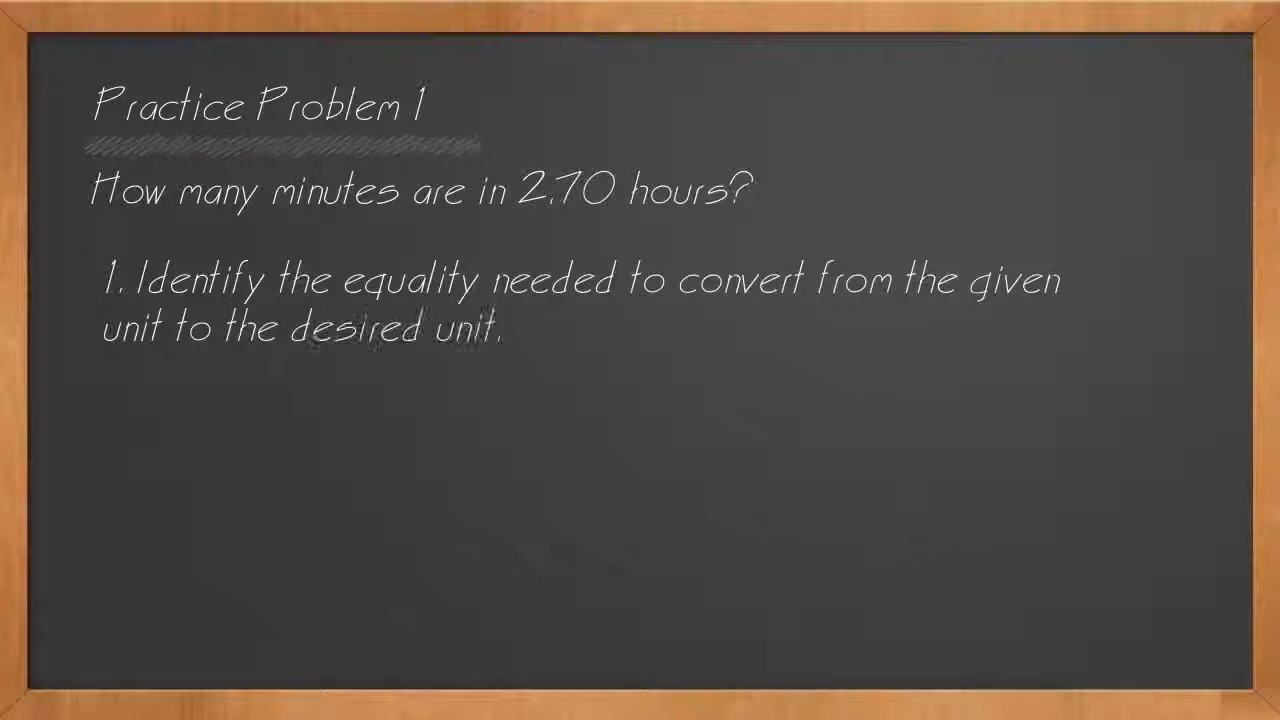 Practice Problem 1
How many minutes are in 2.70 hours?
1. Identify the equality needed to convert from the given
unit to the desired unit.